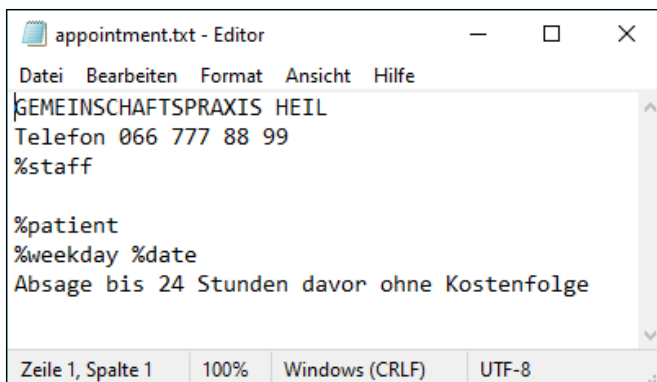 appointment.txt - Editor
Datei Bearbeiten Format Ansicht Hilfe
GEMEINSCHAFTSPRAXIS HEIL
Telefon 066 777 88 99
%staff
%patient
%weekday %date
Absage bis 24 Stunden davor ohne Kostenfolge
Zeile 1, Spalte 1 100% Windows (CRLF) UTF-8